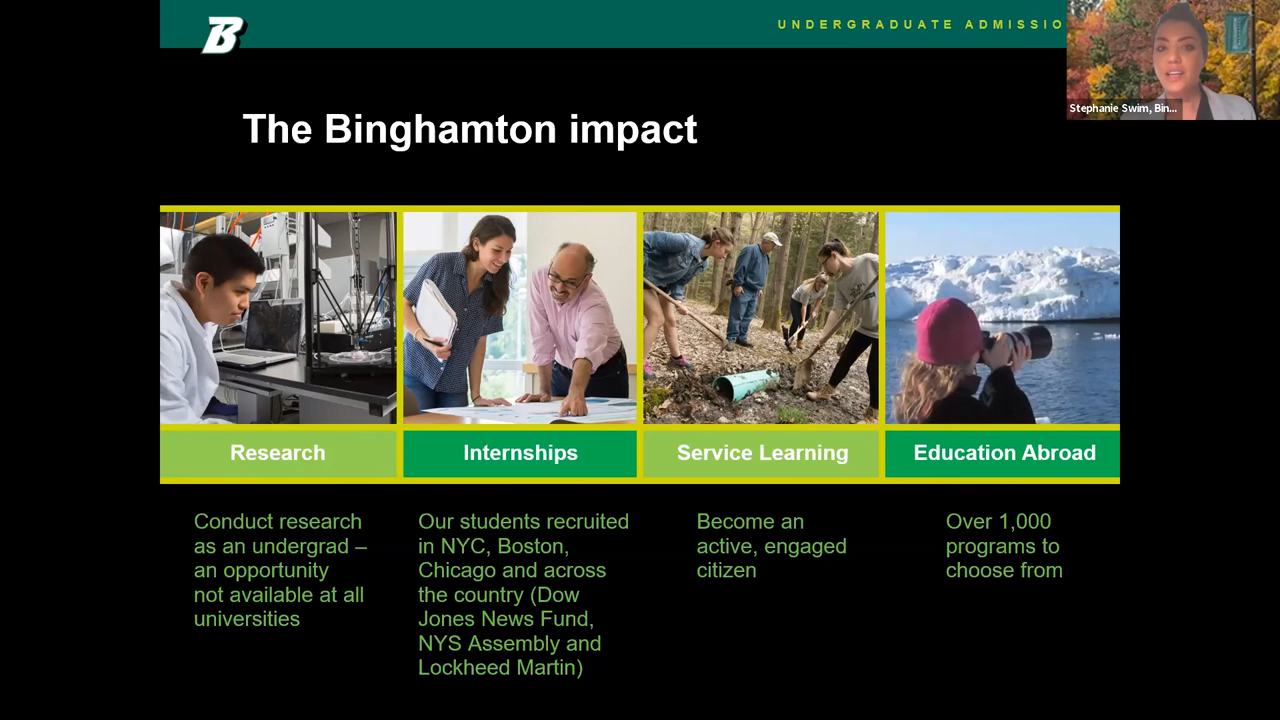 B
UNDERGRADUATE ADMISSIO
Stephanie Swim, Bin...
The Binghamton impact
Research
Internships
Service Learning
Education Abroad
Conduct research
as an undergrad –
an opportunity
not available at all
universities
Our students recruited
in NYC, Boston,
Chicago and across
the country (Dow
Jones News Fund,
NYS Assembly and
Lockheed Martin)
Become an
active, engaged
citizen
Over 1,000
programs to
choose from